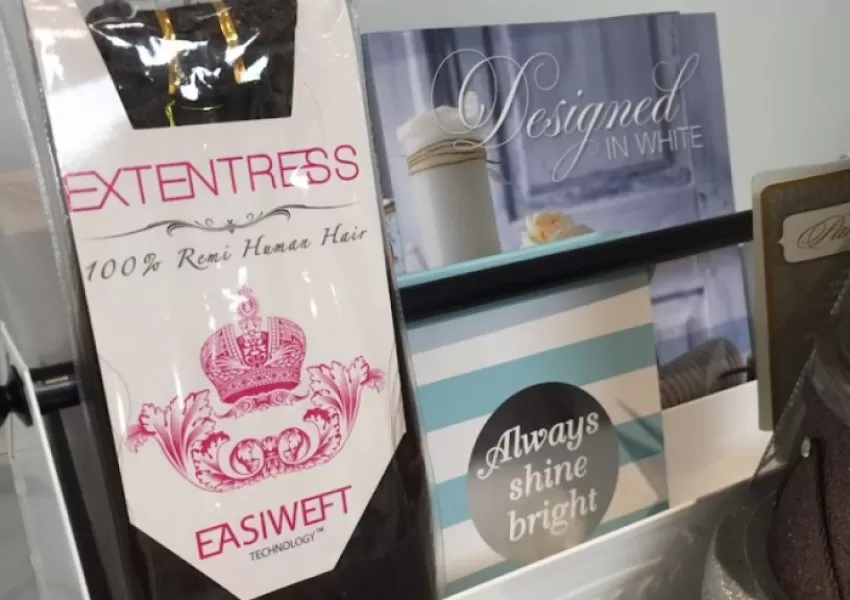 EXTENTRESS
100% Remi Human Hair
EASIWEFT
TECHNOLOGY™
Designed
IN WHITE
Always
shine
bright